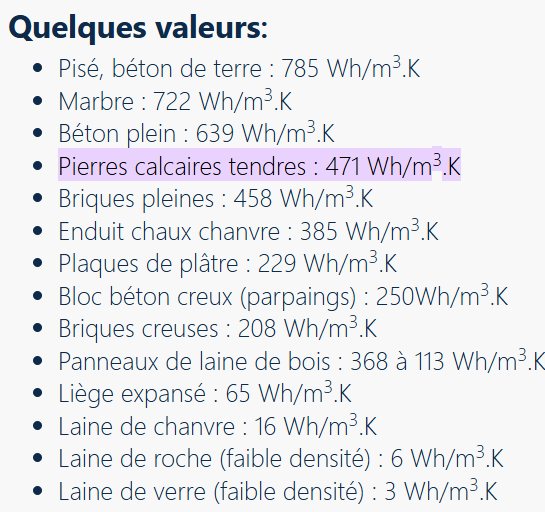 Quelques valeurs:
• Pisé, béton de terre : 785 Wh/m³.K
• Marbre : 722 Wh/m³.K
• Béton plein : 639 Wh/m³.K
• Pierres calcaires tendres : 471 Wh/m³.K
• Briques pleines : 458 Wh/m³.K
• Enduit chaux chanvre : 385 Wh/m³.K
• Plaques de plâtre : 229 Wh/m³.K
• Bloc béton creux (parpaings) : 250Wh/m³.K
• Briques creuses : 208 Wh/m³.K
• Panneaux de laine de bois : 368 à 113 Wh/m³.K
• Liège expansé : 65 Wh/m³.K
• Laine de chanvre : 16 Wh/m³.K
• Laine de roche (faible densité) : 6 Wh/m³.K
• Laine de verre (faible densité) : 3 Wh/m³.K